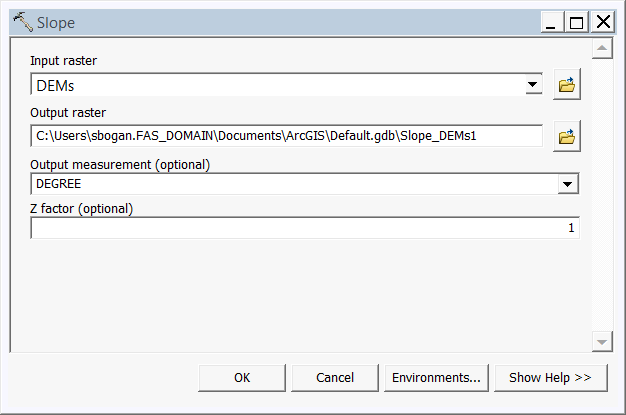 Slope
Input raster
DEMs
Output raster
C:\Users\sbogan.FAS_DOMAIN\Documents\ArcGIS\Default.gdb\Slope_DEMs1
Output measurement (optional)
DEGREE
Z factor (optional)
1
OK Cancel Environments... Show Help >>